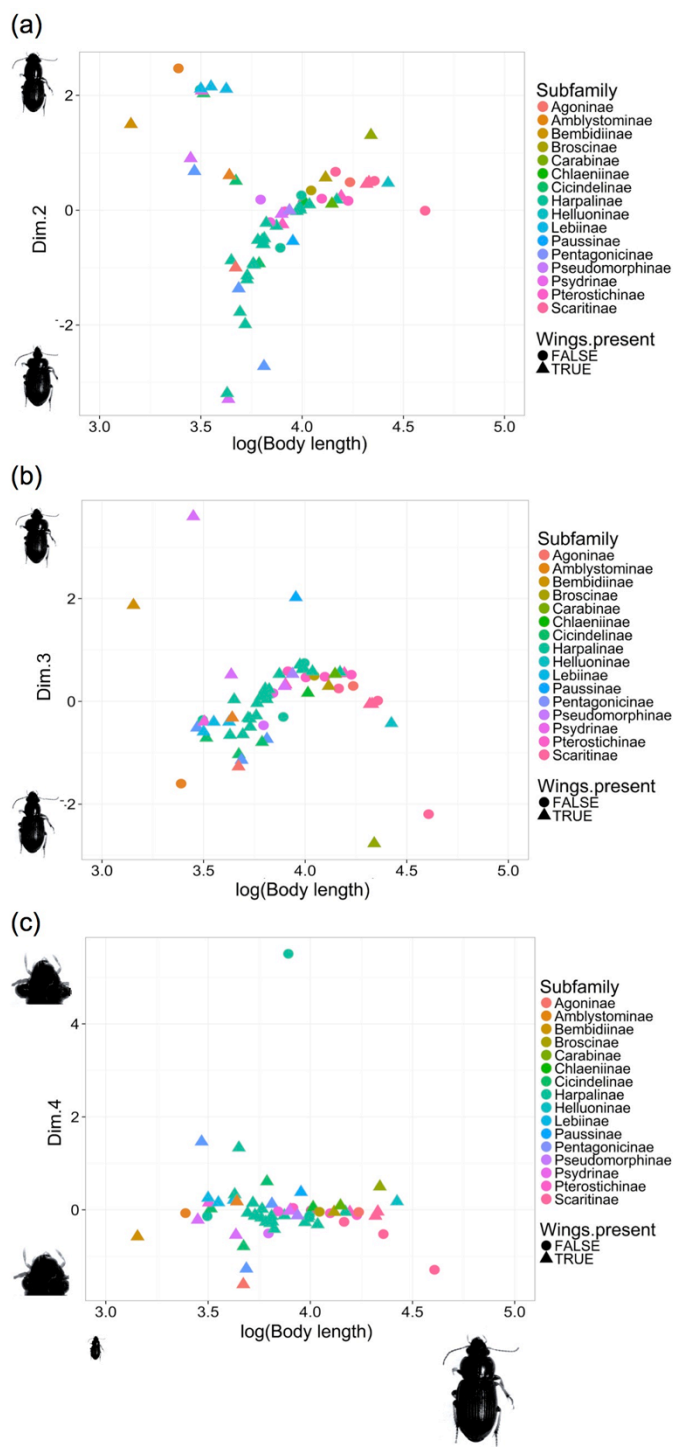 (a)
Dim.2
2
0
-2
3.0 3.5 4.0 4.5 5.0
log(Body length)
Subfamily
Agoninae
Amblystominae
Bembidiinae
Broscinae
Carabinae
Chlaeniinae
Cicindelinae
Harpalinae
Helluoninae
Lebiinae
Paussinae
Pentagonicinae
Pseudomorphinae
Psydrinae
Pterostichinae
Scaritinae
Wings.present
FALSE
TRUE
(b)
Dim.3
2
0
-2
3.0 3.5 4.0 4.5 5.0
log(Body length)
Subfamily
Agoninae
Amblystominae
Bembidiinae
Broscinae
Carabinae
Chlaeniinae
Cicindelinae
Harpalinae
Helluoninae
Lebiinae
Paussinae
Pentagonicinae
Pseudomorphinae
Psydrinae
Pterostichinae
Scaritinae
Wings.present
FALSE
TRUE
(c)
Dim.4
4
2
0
3.0 3.5 4.0 4.5 5.0
log(Body length)
Subfamily
Agoninae
Amblystominae
Bembidiinae
Broscinae
Carabinae
Chlaeniinae
Cicindelinae
Harpalinae
Helluoninae
Lebiinae
Paussinae
Pentagonicinae
Pseudomorphinae
Psydrinae
Pterostichinae
Scaritinae
Wings.present
FALSE
TRUE